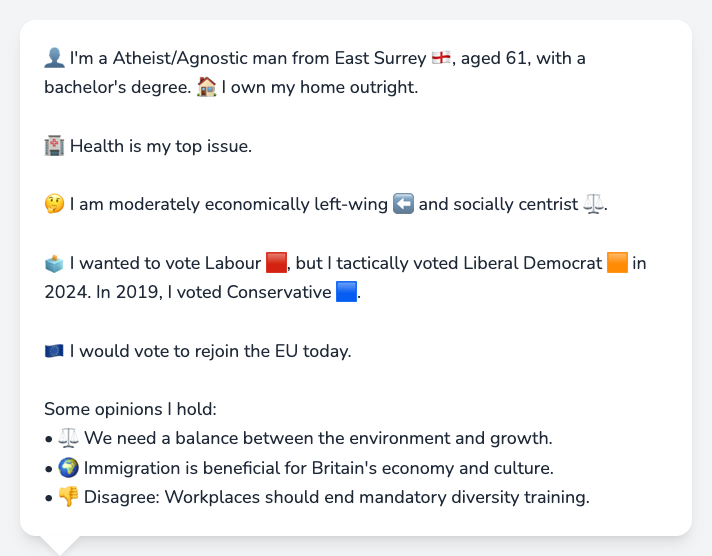 👤 I'm a Atheist/Agnostic man from East Surrey 🏴󠁧󠁢󠁥󠁮󠁧󠁿, aged 61, with a
bachelor's degree. 🏠 I own my home outright.
🏥 Health is my top issue.
🤔 I am moderately economically left-wing ⬅️ and socially centrist ⚖️.
🗳️ I wanted to vote Labour 🟥, but I tactically voted Liberal Democrat 🟧 in
2024. In 2019, I voted Conservative 🟦.
🇪🇺 I would vote to rejoin the EU today.
Some opinions I hold:
• ⚖️ We need a balance between the environment and growth.
• 🌍 Immigration is beneficial for Britain's economy and culture.
• 👎 Disagree: Workplaces should end mandatory diversity training.